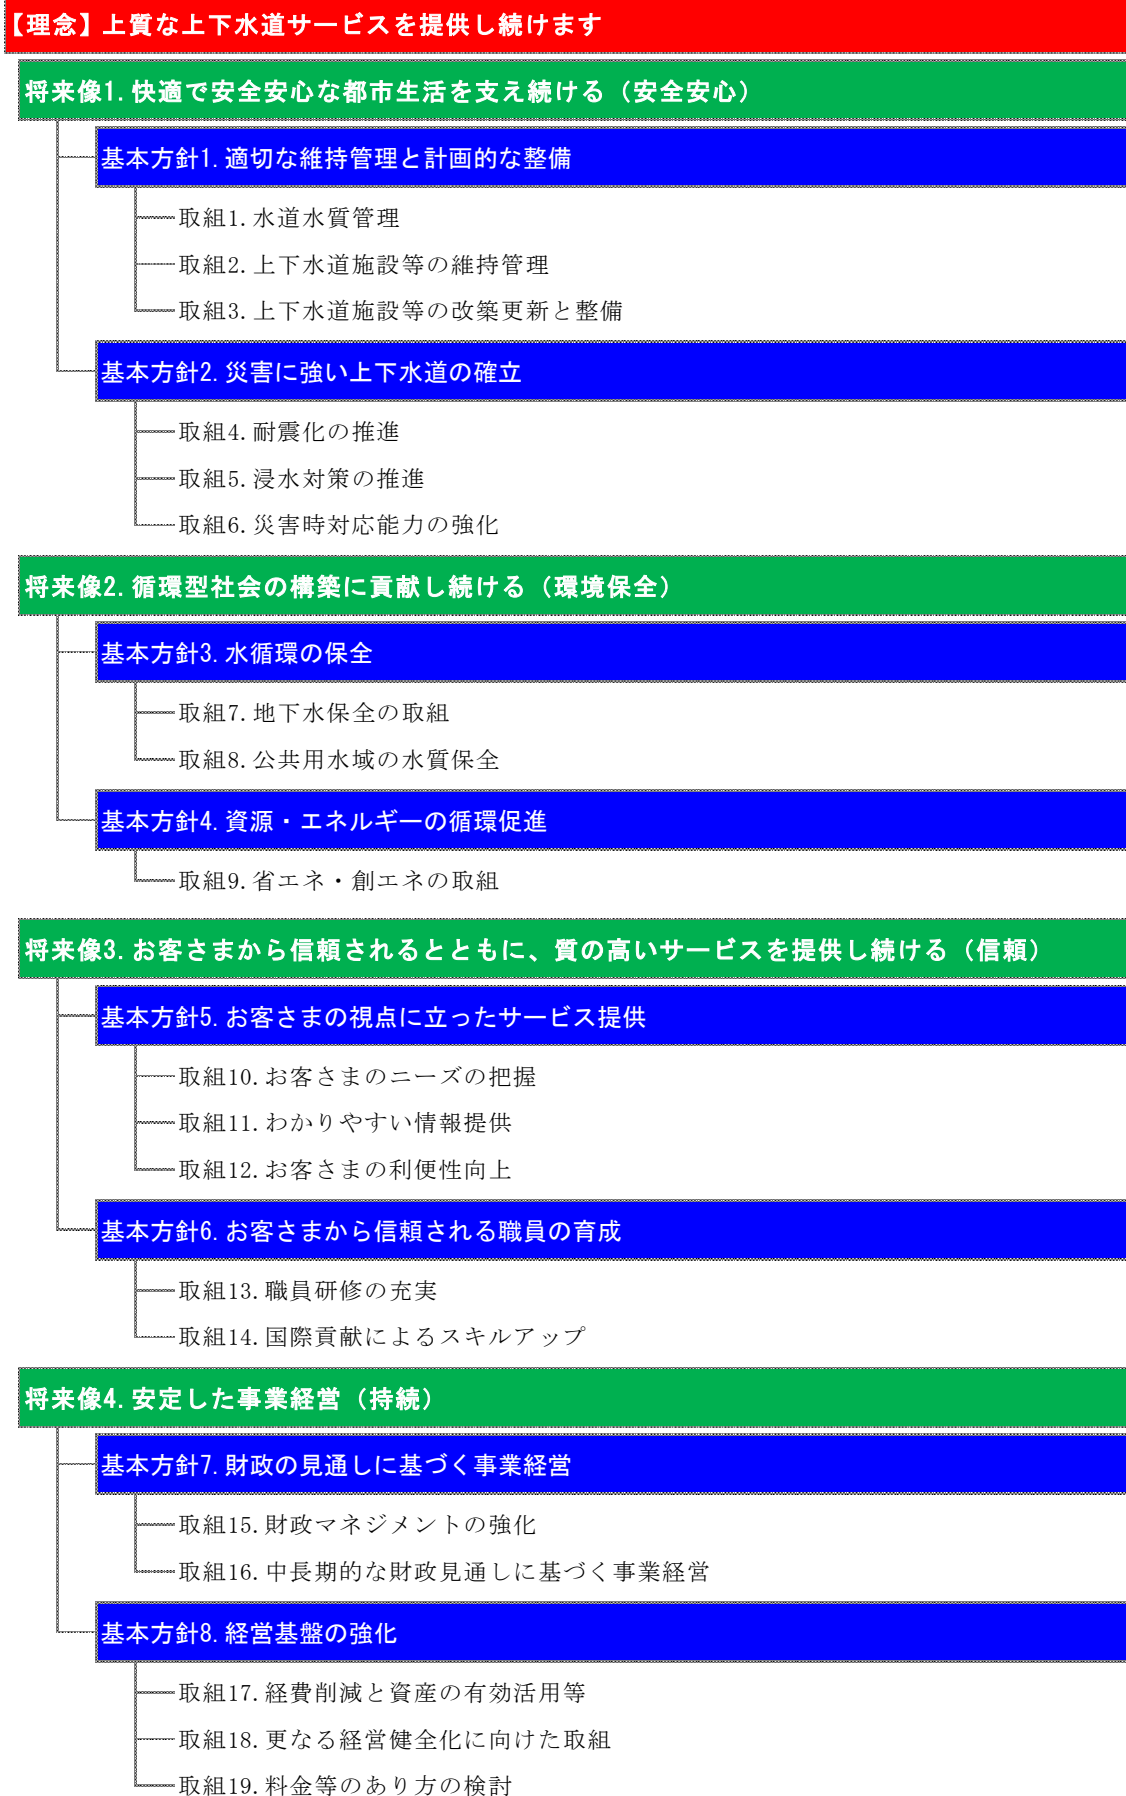 【理念】上質な上下水道サービスを提供し続けます
将来像1.快適で安全安心な都市生活を支え続ける（安全安心）
基本方針1.適切な維持管理と計画的な整備
取組1.水道水質管理
取組2.上下水道施設等の維持管理
取組3.上下水道施設等の改築更新と整備
基本方針2.災害に強い上下水道の確立
取組4.耐震化の推進
取組5.浸水対策の推進
取組6.災害時対応能力の強化
将来像2.循環型社会の構築に貢献し続ける（環境保全）
基本方針3.水循環の保全
取組7.地下水保全の取組
取組8.公共用水域の水質保全
基本方針4.資源・エネルギーの循環促進
取組9.省エネ・創エネの取組
将来像3.お客さまから信頼されるとともに、質の高いサービスを提供し続ける（信頼）
基本方針5.お客さまの視点に立ったサービス提供
取組10.お客さまのニーズの把握
取組11.わかりやすい情報提供
取組12.お客さまの利便性向上
基本方針6.お客さまから信頼される職員の育成
取組13.職員研修の充実
取組14.国際貢献によるスキルアップ
将来像4.安定した事業経営（持続）
基本方針7.財政の見通しに基づく事業経営
取組15.財政マネジメントの強化
取組16.中長期的な財政見通しに基づく事業経営
基本方針8.経営基盤の強化
取組17.経費削減と資産の有効活用等
取組18.更なる経営健全化に向けた取組
取組19.料金等のあり方の検討